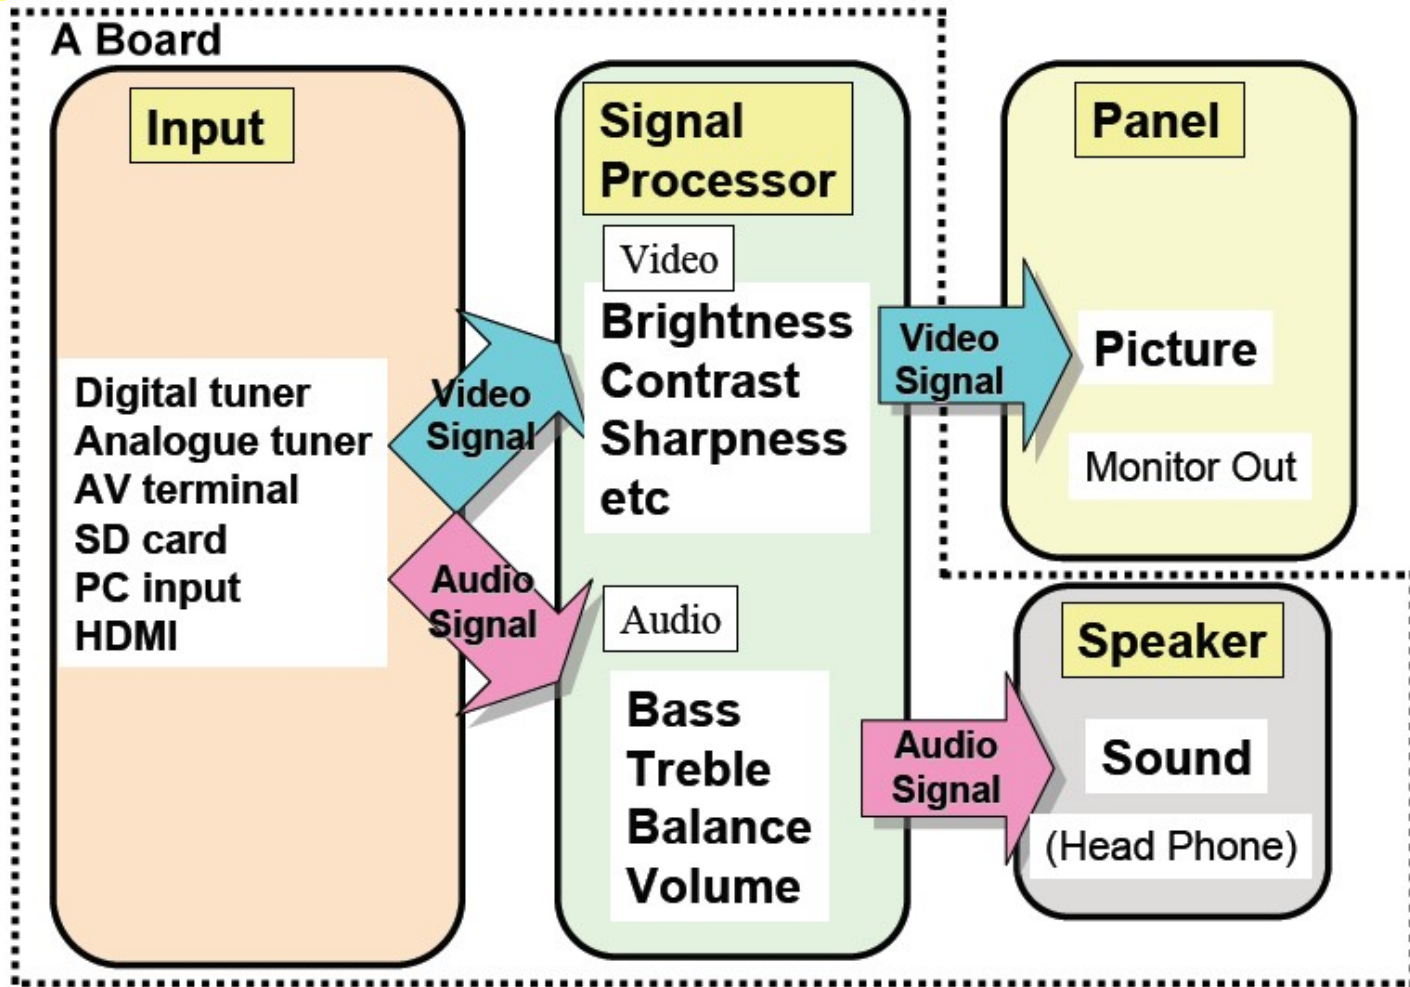 A Board
Input
Digital tuner
Analogue tuner
AV terminal
SD card
PC input
HDMI
Video
Signal
Audio
Signal
Signal
Processor
Video
Brightness
Contrast
Sharpness
etc
Audio
Bass
Treble
Balance
Volume
Video
Signal
Audio
Signal
Panel
Picture
Monitor Out
Speaker
Sound
(Head Phone)